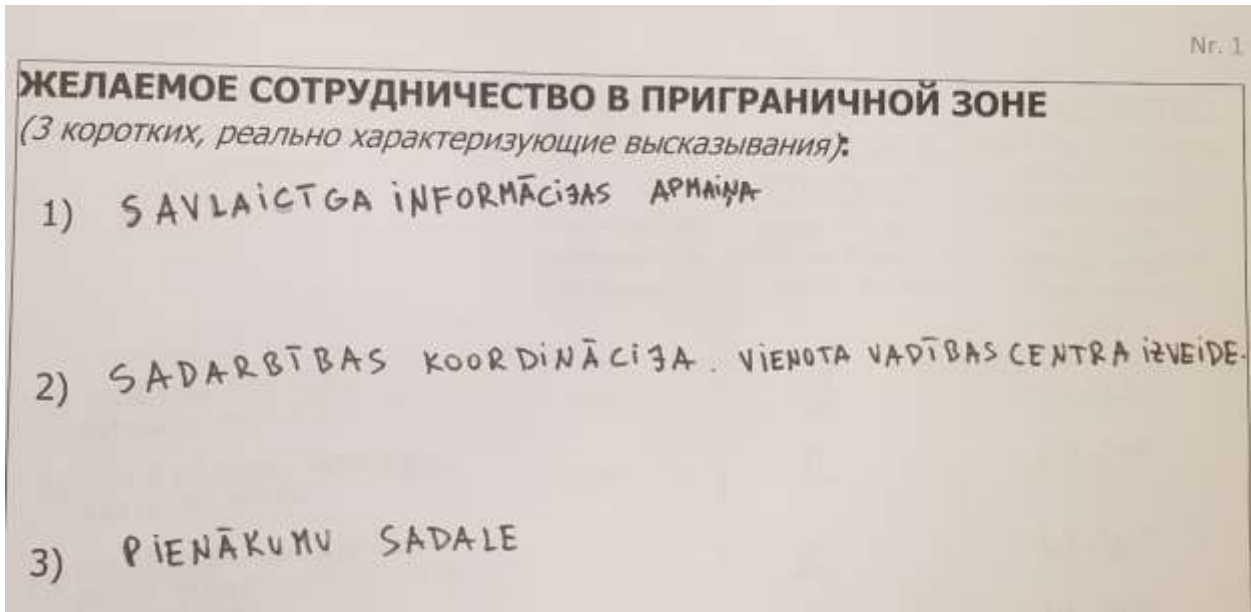 Nr. 1
ЖЕЛАЕМОЕ СОТРУДНИЧЕСТВО В ПРИГРАНИЧНОЙ ЗОНЕ
(3 коротких, реально характеризующие высказывания):
1) SAVLAICĪGA INFORMĀCIJAS APMAIŅA
2) SADARBĪBAS KOORDINĀCIJA. VIENOTA VADĪBAS CENTRA IZVEIDE.
3) PIENĀKUMU SADALE